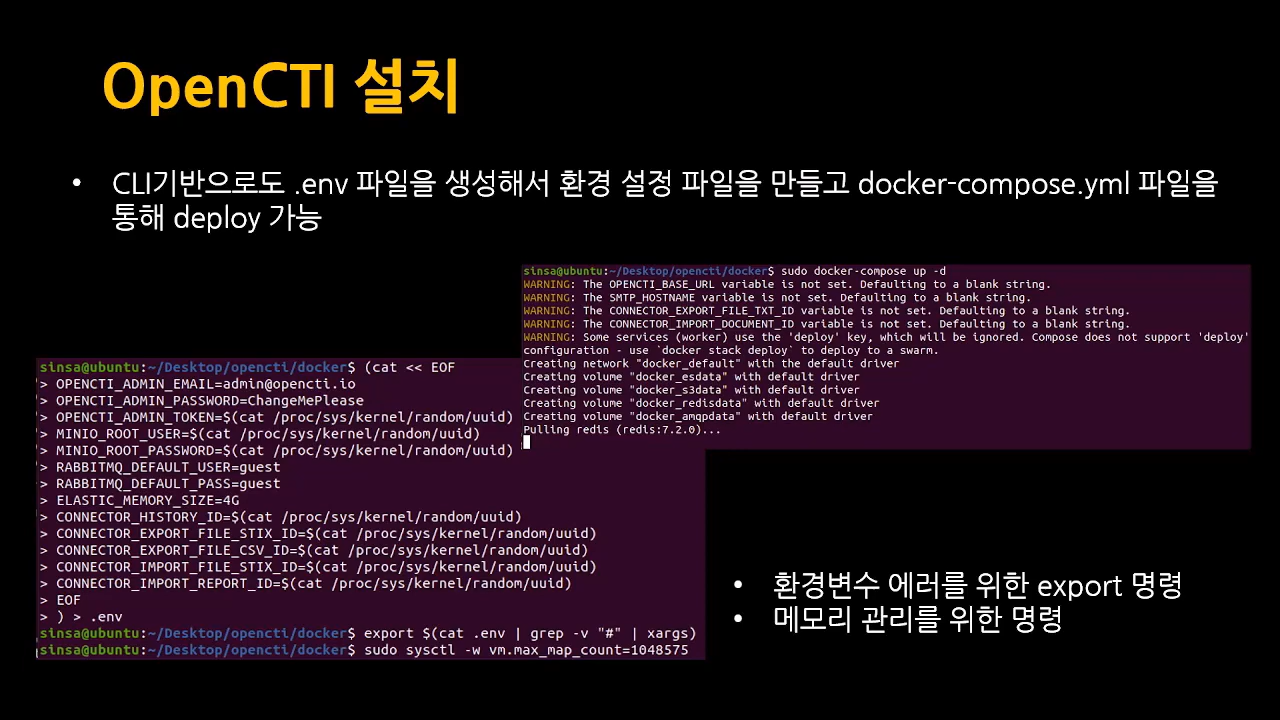 OpenCTI 설치
• CLI기반으로도 .env 파일을 생성해서 환경 설정 파일을 만들고 docker-compose.yml 파일을
통해 deploy 가능
sinsa@ubuntu:~/Desktop/opencti/docker$ sudo docker-compose up -d
WARNING: The OPENCTI_BASE_URL variable is not set. Defaulting to a blank string.
WARNING: The SMTP_HOSTNAME variable is not set. Defaulting to a blank string.
WARNING: The CONNECTOR_EXPORT_FILE_TXT_ID variable is not set. Defaulting to a blank string.
WARNING: The CONNECTOR_IMPORT_DOCUMENT_ID variable is not set. Defaulting to a blank string.
WARNING: Some services (worker) use the 'deploy' key, which will be ignored. Compose does not support 'deploy'
configuration - use `docker stack deploy` to deploy to a swarm.
Creating network "docker_default" with the default driver
Creating volume "docker_esdata" with default driver
Creating volume "docker_s3data" with default driver
Creating volume "docker_redisdata" with default driver
Creating volume "docker_amqpdata" with default driver
Pulling redis (redis:7.2.0)...
sinsa@ubuntu:~/Desktop/opencti/docker$ (cat << EOF
> OPENCTI_ADMIN_EMAIL=admin@opencti.io
> OPENCTI_ADMIN_PASSWORD=ChangeMePlease
> OPENCTI_ADMIN_TOKEN=$(cat /proc/sys/kernel/random/uuid)
> MINIO_ROOT_USER=$(cat /proc/sys/kernel/random/uuid)
> MINIO_ROOT_PASSWORD=$(cat /proc/sys/kernel/random/uuid)
> RABBITMQ_DEFAULT_USER=guest
> RABBITMQ_DEFAULT_PASS=guest
> ELASTIC_MEMORY_SIZE=4G
> CONNECTOR_HISTORY_ID=$(cat /proc/sys/kernel/random/uuid)
> CONNECTOR_EXPORT_FILE_STIX_ID=$(cat /proc/sys/kernel/random/uuid)
> CONNECTOR_EXPORT_FILE_CSV_ID=$(cat /proc/sys/kernel/random/uuid)
> CONNECTOR_IMPORT_FILE_STIX_ID=$(cat /proc/sys/kernel/random/uuid)
> CONNECTOR_IMPORT_REPORT_ID=$(cat /proc/sys/kernel/random/uuid)
> EOF
> ) > .env
sinsa@ubuntu:~/Desktop/opencti/docker$ export $(cat .env | grep -v "#" | xargs)
sinsa@ubuntu:~/Desktop/opencti/docker$ sudo sysctl -w vm.max_map_count=1048575
• 환경변수 에러를 위한 export 명령
• 메모리 관리를 위한 명령